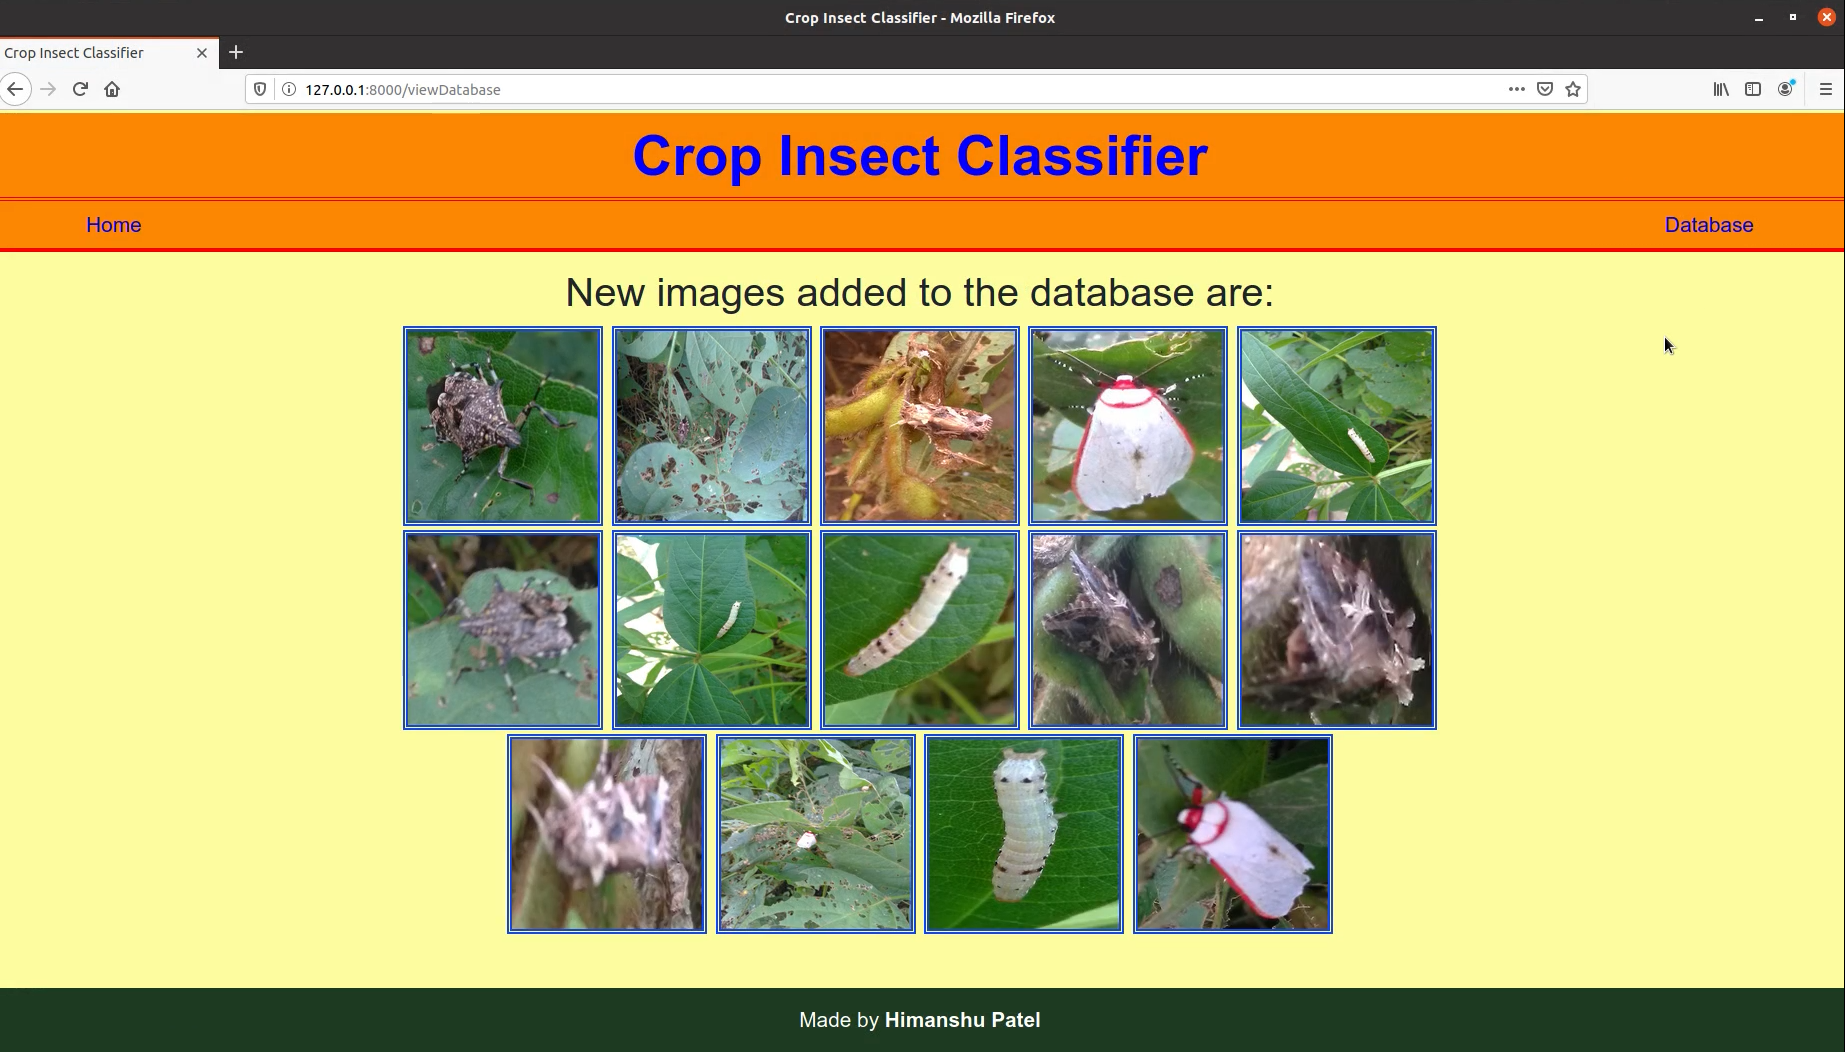 Crop Insect Classifier - Mozilla Firefox
Crop Insect Classifier
127.0.0.1:8000/viewDatabase
Crop Insect Classifier
Home Database
New images added to the database are:
Made by Himanshu Patel